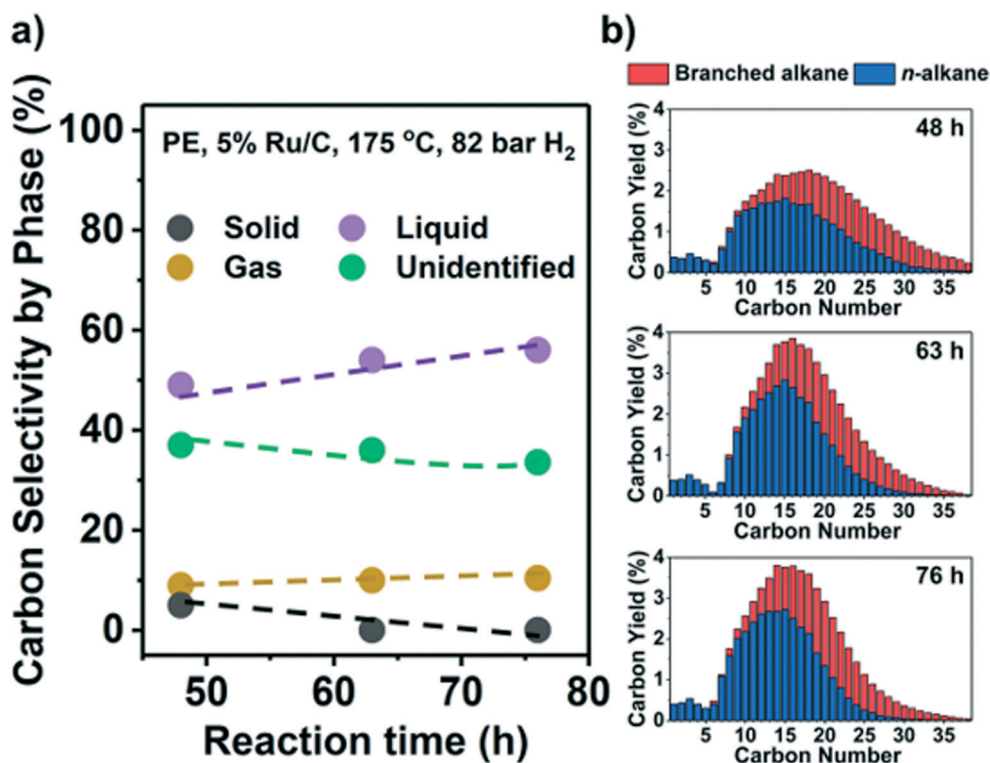 a)
Carbon Selectivity by Phase (%)
100
80
60
40
20
0
PE, 5% Ru/C, 175 °C, 82 bar H₂
Solid
Liquid
Gas
Unidentified
50
60
70
80
Reaction time (h)
b)
Branched alkane
n-alkane
48 h
Carbon Yield (%)
4
3
2
1
0
5
10
15
20
25
30
35
Carbon Number
63 h
Carbon Yield (%)
4
3
2
1
0
5
10
15
20
25
30
35
Carbon Number
76 h
Carbon Yield (%)
4
3
2
1
0
5
10
15
20
25
30
35
Carbon Number